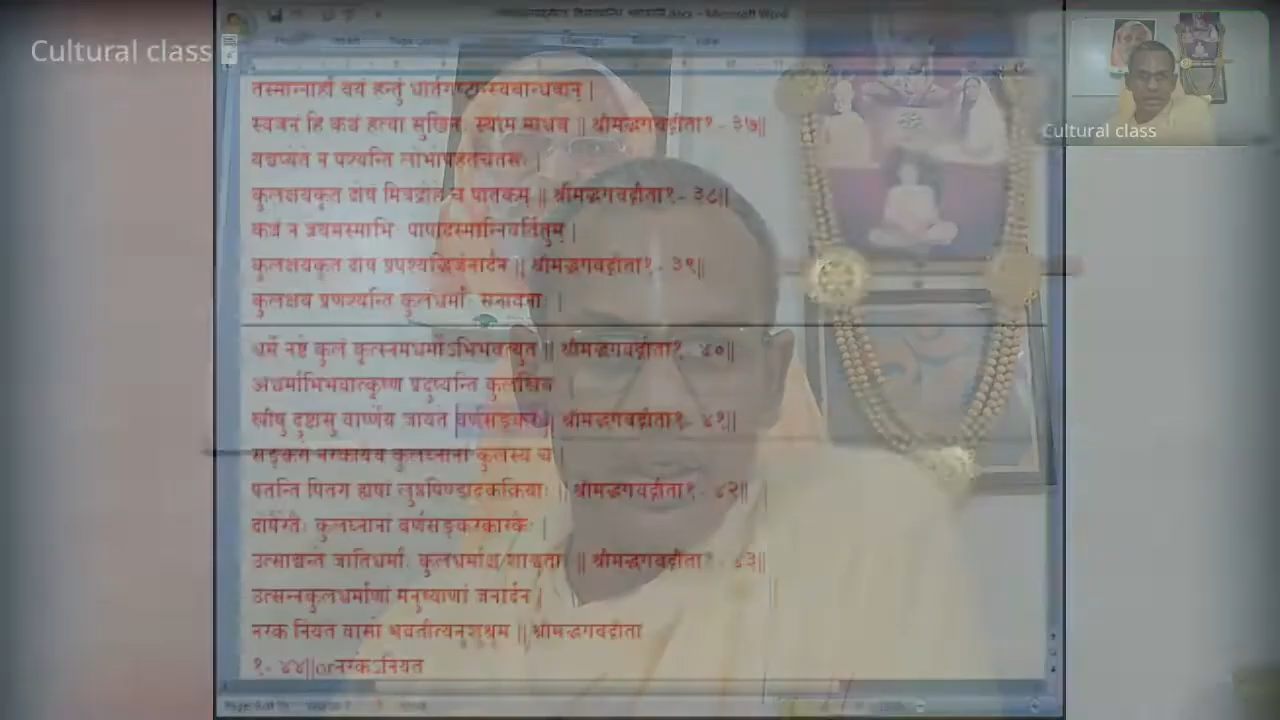 Cultural class
Cultural class
तस्मान्नार्हा वयं हन्तुं धार्तराष्ट्रान्स्वबान्धवान् |
स्वजनं हि कथं हत्वा सुखिनः स्याम माधव || श्रीमद्भगवद्गीता१ - ३७||
यद्यप्येते न पश्यन्ति लोभोपहतचेतसः |
कुलक्षयकृतं दोषं मित्रद्रोहे च पातकम् || श्रीमद्भगवद्गीता१ - ३८||
कथं न ज्ञेयमस्माभिः पापादस्मान्निवर्तितुम् |
कुलक्षयकृतं दोषं प्रपश्यद्भिर्जनार्दन || श्रीमद्भगवद्गीता१ - ३९||
कुलक्षये प्रणश्यन्ति कुलधर्माः सनातनाः |
धर्मे नष्टे कुलं कृत्स्नमधर्मोऽभिभवत्युत || श्रीमद्भगवद्गीता१ - ४०||
अधर्माभिभवात्कृष्ण प्रदुष्यन्ति कुलस्त्रियः |
स्त्रीषु दुष्टासु वार्ष्णेय जायते वर्णसङ्करः || श्रीमद्भगवद्गीता१ - ४१||
सङ्करो नरकायैव कुलघ्नानां कुलस्य च |
पतन्ति पितरो ह्येषां लुप्तपिण्डोदकक्रियाः || श्रीमद्भगवद्गीता१ - ४२||
दोषैरेतैः कुलघ्नानां वर्णसङ्करकारकैः |
उत्साद्यन्ते जातिधर्माः कुलधर्माश्च शाश्वताः || श्रीमद्भगवद्गीता१ - ४३||
उत्सन्नकुलधर्माणां मनुष्याणां जनार्दन |
नरके नियतं वासो भवतीत्यनुशुश्रुम || श्रीमद्भगवद्गीता
१- ४४||orनरकेऽनियतं